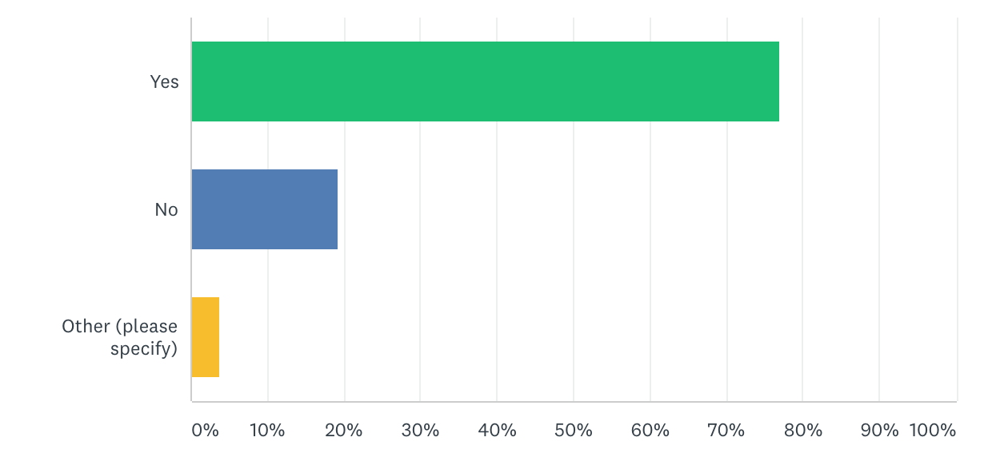 Yes
No
Other (please
specify)
0% 10% 20% 30% 40% 50% 60% 70% 80% 90% 100%